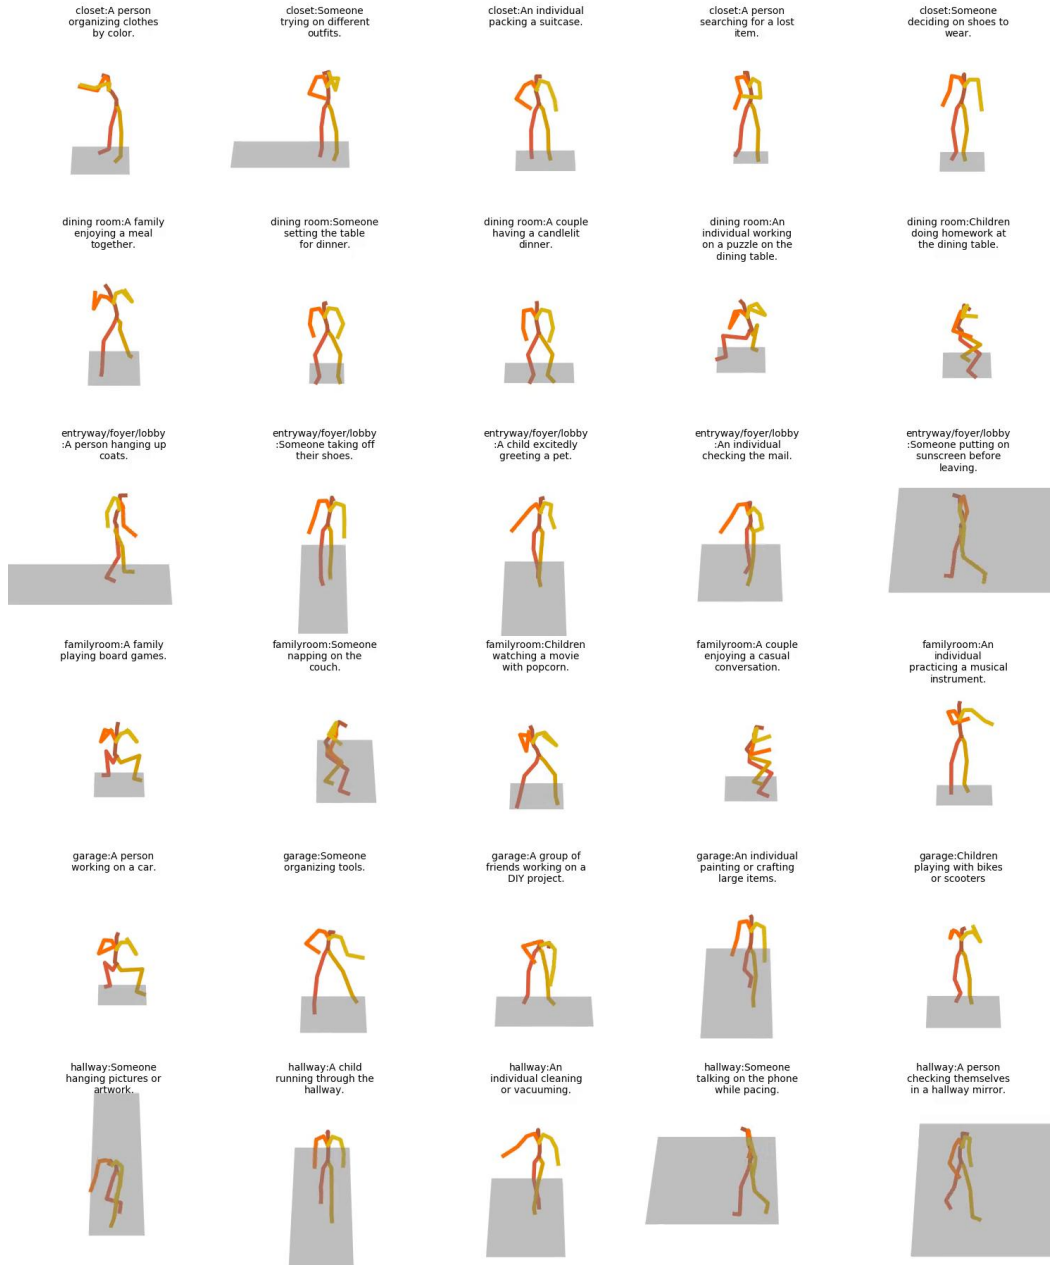 closet:A person
organizing clothes
by color.
closet:Someone
trying on different
outfits.
closet:An individual
packing a suitcase.
closet:A person
searching for a lost
item.
closet:Someone
deciding on shoes to
wear.
dining room:A family
enjoying a meal
together.
dining room:Someone
setting the table
for dinner.
dining room:A couple
having a candlelit
dinner.
dining room:An
individual working
on a puzzle on the
dining table.
dining room:Children
doing homework at
the dining table.
entryway/foyer/lobby
:A person hanging up
coats.
entryway/foyer/lobby
:Someone taking off
their shoes.
entryway/foyer/lobby
:A child excitedly
greeting a pet.
entryway/foyer/lobby
:An individual
checking the mail.
entryway/foyer/lobby
:Someone putting on
sunscreen before
leaving.
familyroom:A family
playing board games.
familyroom:Someone
napping on the
couch.
familyroom:Children
watching a movie
with popcorn.
familyroom:A couple
enjoying a casual
conversation.
familyroom:An
individual
practicing a musical
instrument.
garage:A person
working on a car.
garage:Someone
organizing tools.
garage:A group of
friends working on a
DIY project.
garage:An individual
painting or crafting
large items.
garage:Children
playing with bikes
or scooters
hallway:Someone
hanging pictures or
artwork.
hallway:A child
running through the
hallway.
hallway:An
individual cleaning
or vacuuming.
hallway:Someone
talking on the phone
while pacing.
hallway:A person
checking themselves
in a hallway mirror.